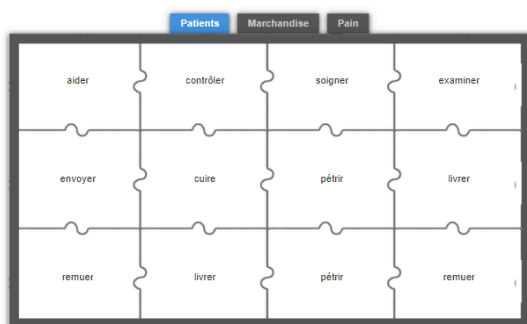 Patients Marchandise Pain
aider contrôler soigner examiner
envoyer cuire pétrir livrer
remuer livrer pétrir remuer